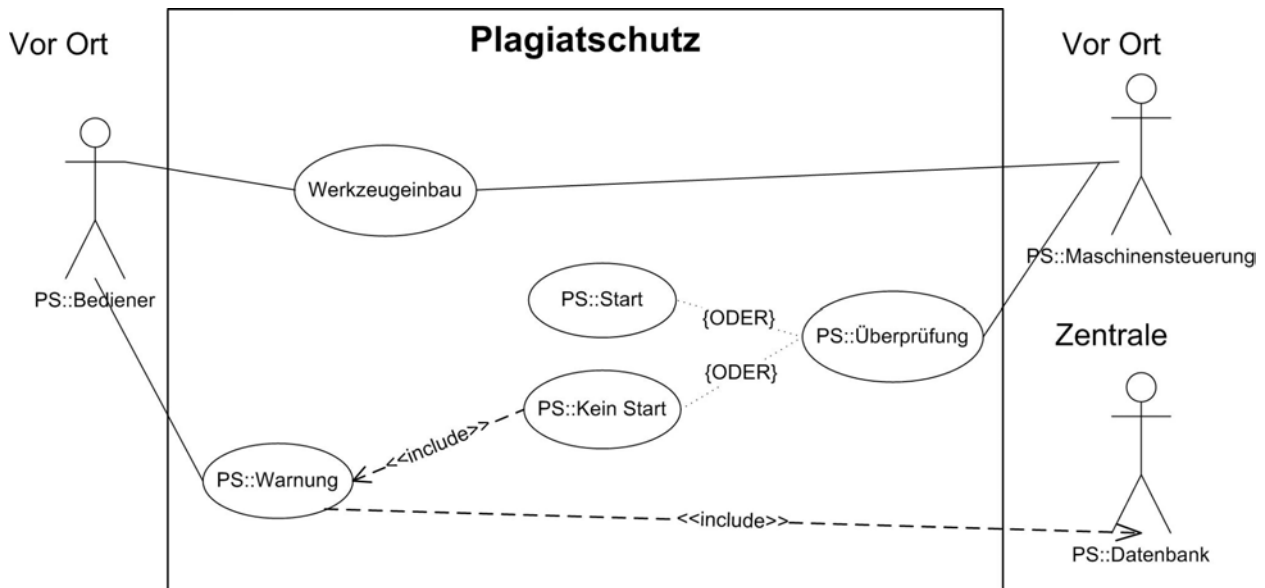 Plagiatschutz
Vor Ort
Vor Ort
Werkzeugeinbau
PS::Maschinensteuerung
PS::Bediener
PS::Start
{ODER}
PS::Überprüfung
Zentrale
{ODER}
PS::Kein Start
<<include>>
PS::Warnung
<<include>>
PS::Datenbank